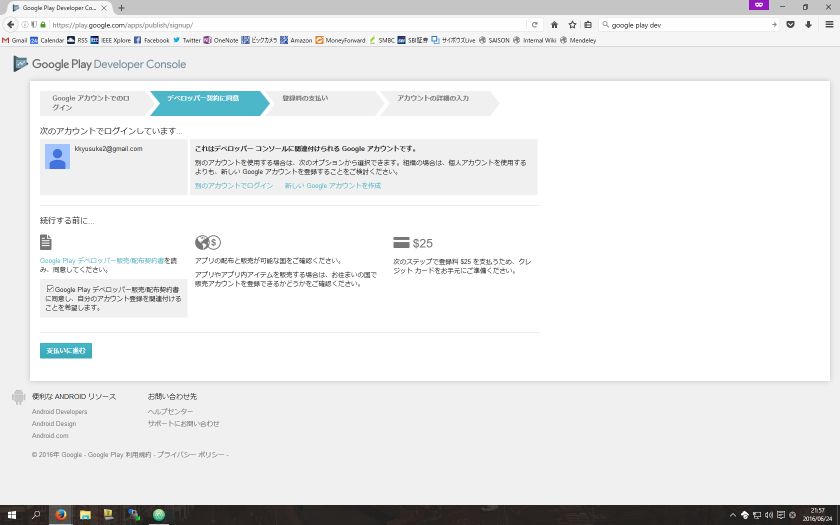 Google Play Developer Co...
https://play.google.com/apps/publish/signup/
google play dev
Gmail Calendar RSS IEEE Xplore Facebook Twitter OneNote ビックカメラ Amazon MoneyForward SMBC SBI証券 サイボウズLive SAISON Internal Wiki Mendeley
Google Play Developer Console
Google アカウントでのロ
グイン
デベロッパー契約に同意
登録料の支払い
アカウントの詳細の入力
次のアカウントでログインしています...
kkyusuke2@gmail.com
これはデベロッパー コンソールに関連付けられる Google アカウントです。
別のアカウントを使用する場合は、次のオプションから選択できます。組織の場合は、個人アカウントを使用する
よりも、新しい Google アカウントを登録することをご検討ください。
別のアカウントでログイン 新しい Google アカウントを作成
続行する前に...
Google Play デベロッパー販売/配布契約書を読
み、同意してください。
Google Play デベロッパー販売/配布契約書
に同意し、自分のアカウント登録を関連付ける
ことを希望します。
$
アプリの配布と販売が可能な国をご確認ください。
アプリやアプリ内アイテムを販売する場合は、お住まいの国で
販売アカウントを登録できるかどうかをご確認ください。
$25
次のステップで登録料 $25 を支払うため、クレ
ジット カードをお手元にご準備ください。
支払いに進む
便利な ANDROID リソース
Android Developers
Android Design
Android.com
お問い合わせ先
ヘルプセンター
サポートにお問い合わせ
© 2016年 Google - Google Play 利用規約 - プライバシー ポリシー -
21:57
2016/06/24